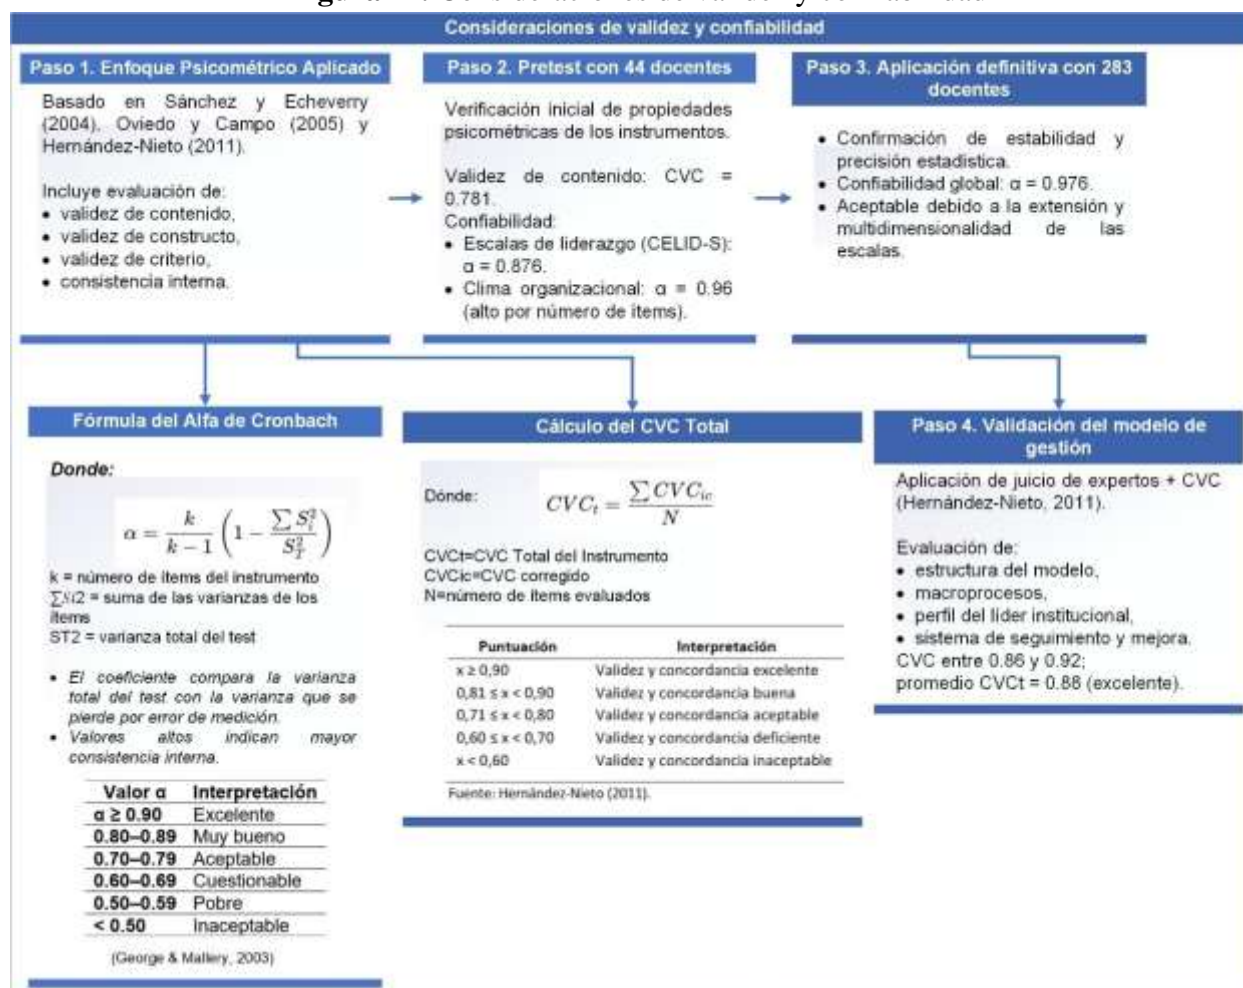 Consideraciones de validez y confiabilidad
Paso 1. Enfoque Psicométrico Aplicado
Basado en Sánchez y Echeverry
(2004), Oviedo y Campo (2005) y
Hernández-Nieto (2011).
Incluye evaluación de:
• validez de contenido,
• validez de constructo,
• validez de criterio,
• consistencia interna.
Paso 2. Pretest con 44 docentes
Verificación inicial de propiedades
psicométricas de los instrumentos.
Validez de contenido: CVC =
0.781.
Confiabilidad:
• Escalas de liderazgo (CELID-S):
α = 0.876.
• Clima organizacional: α = 0.96
(alto por número de ítems).
Paso 3. Aplicación definitiva con 283
docentes
• Confirmación de estabilidad y
precisión estadística.
• Confiabilidad global: α = 0.976.
• Aceptable debido a la extensión y
multidimensionalidad de las
escalas.
Fórmula del Alfa de Cronbach
Donde:
α = k / (k − 1) (1 − ∑ S_i^2 / S_T^2)
k = número de ítems del instrumento
∑Si2 = suma de las varianzas de los
ítems
ST2 = varianza total del test
• El coeficiente compara la varianza
total del test con la varianza que se
pierde por error de medición.
• Valores altos indican mayor
consistencia interna.
Valor α Interpretación
α ≥ 0.90 Excelente
0.80–0.89 Muy bueno
0.70–0.79 Aceptable
0.60–0.69 Cuestionable
0.50–0.59 Pobre
< 0.50 Inaceptable
(George & Mallery, 2003)
Cálculo del CVC Total
Dónde:
CVC_t = ∑ CVC_ic / N
CVCt=CVC Total del Instrumento
CVCic=CVC corregido
N=número de ítems evaluados
Puntuación Interpretación
x ≥ 0,90 Validez y concordancia excelente
0,81 ≤ x < 0,90 Validez y concordancia buena
0,71 ≤ x < 0,80 Validez y concordancia aceptable
0,60 ≤ x < 0,70 Validez y concordancia deficiente
x < 0,60 Validez y concordancia inaceptable
Fuente: Hernández-Nieto (2011).
Paso 4. Validación del modelo de
gestión
Aplicación de juicio de expertos + CVC
(Hernández-Nieto, 2011).
Evaluación de:
• estructura del modelo,
• macroprocesos,
• perfil del líder institucional,
• sistema de seguimiento y mejora.
CVC entre 0.86 y 0.92;
promedio CVCt = 0.88 (excelente).